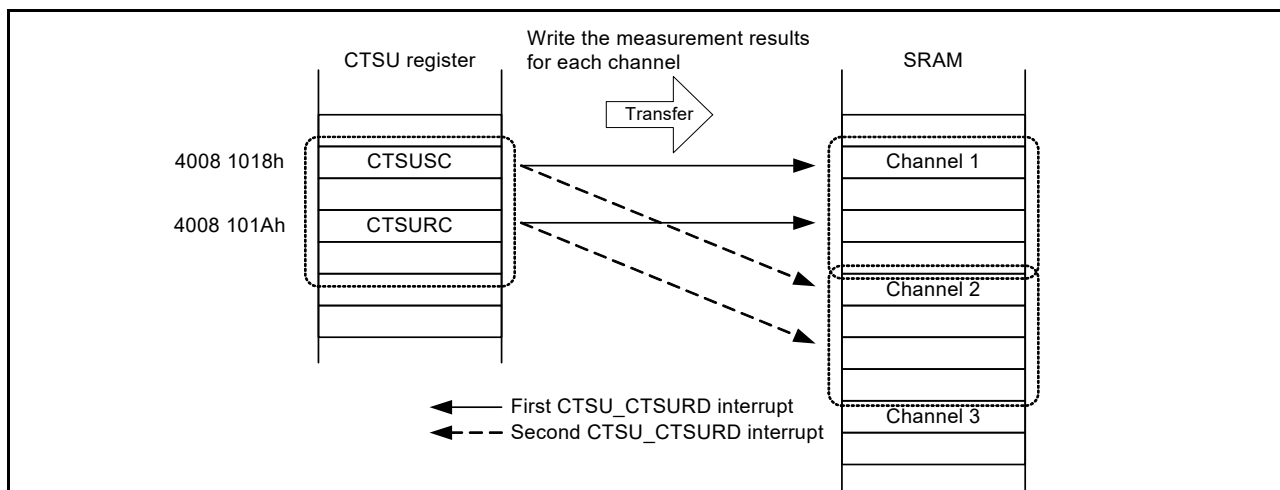 Write the measurement results
for each channel
CTSU register
SRAM
Transfer
4008 1018h
CTSUSC
Channel 1
4008 101Ah
CTSURC
Channel 2
First CTSU_CTSURD interrupt
Second CTSU_CTSURD interrupt
Channel 3